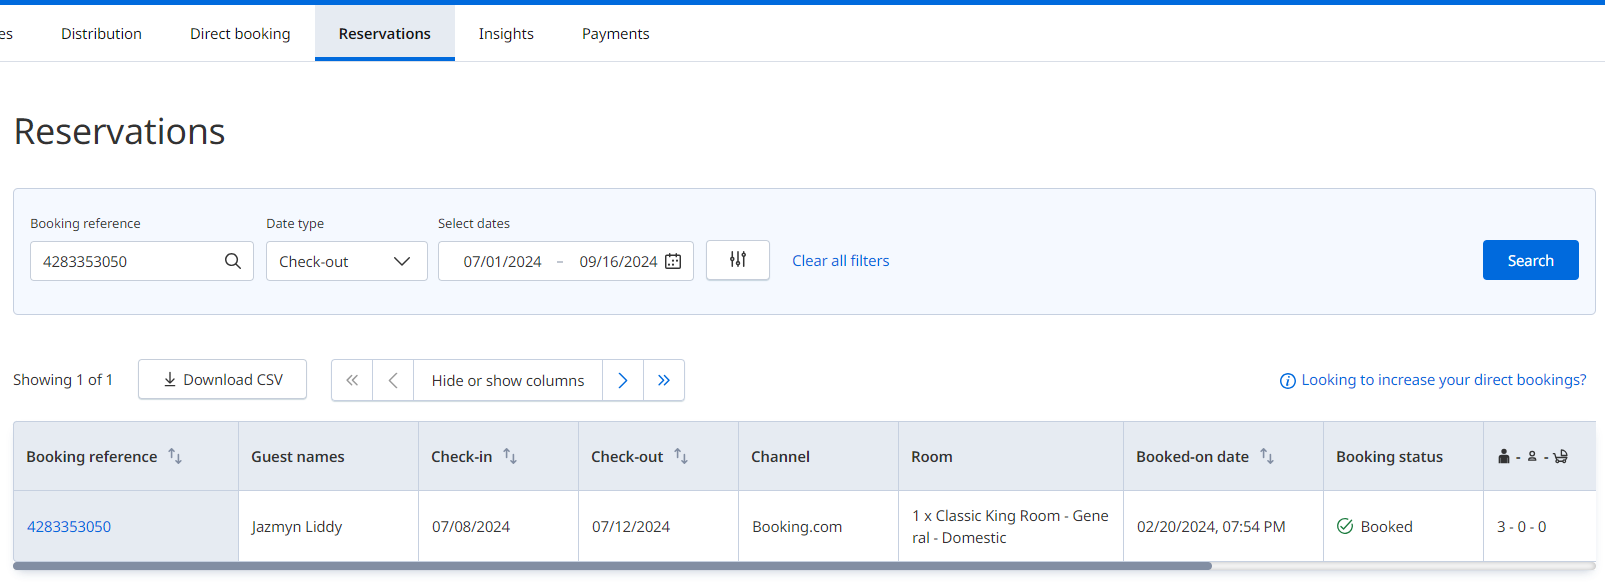 es Distribution Direct booking Reservations Insights Payments
Reservations
Booking reference Date type Select dates
4283353050 Check-out 07/01/2024 – 09/16/2024 Clear all filters Search
Showing 1 of 1 Download CSV Hide or show columns Looking to increase your direct bookings?
Booking reference Guest names Check-in Check-out Channel Room Booked-on date Booking status - -
4283353050 Jazmyn Liddy 07/08/2024 07/12/2024 Booking.com 1 x Classic King Room - Gene 02/20/2024, 07:54 PM Booked 3 - 0 - 0
ral - Domestic